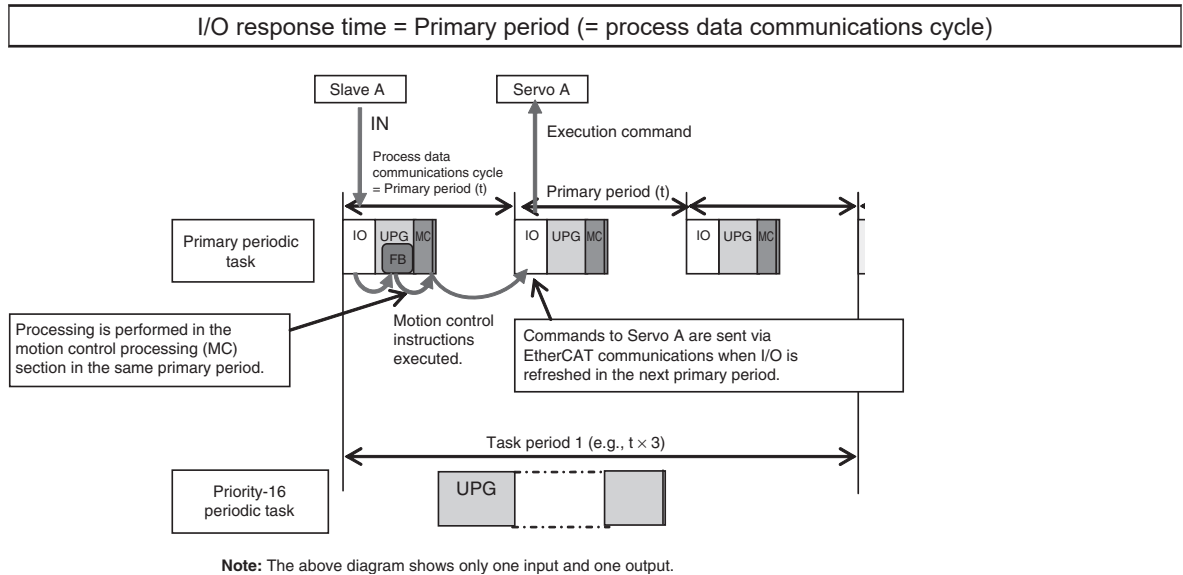 I/O response time = Primary period (= process data communications cycle)
Slave A
Servo A
IN
Execution command
Process data
communications cycle
= Primary period (t)
Primary period (t)
Primary periodic
task
IO
UPG
MC
FB
IO
UPG
MC
IO
UPG
MC
Processing is performed in the
motion control processing (MC)
section in the same primary period.
Motion control
instructions
executed.
Commands to Servo A are sent via
EtherCAT communications when I/O is
refreshed in the next primary period.
Task period 1 (e.g., t × 3)
Priority-16
periodic task
UPG
Note: The above diagram shows only one input and one output.